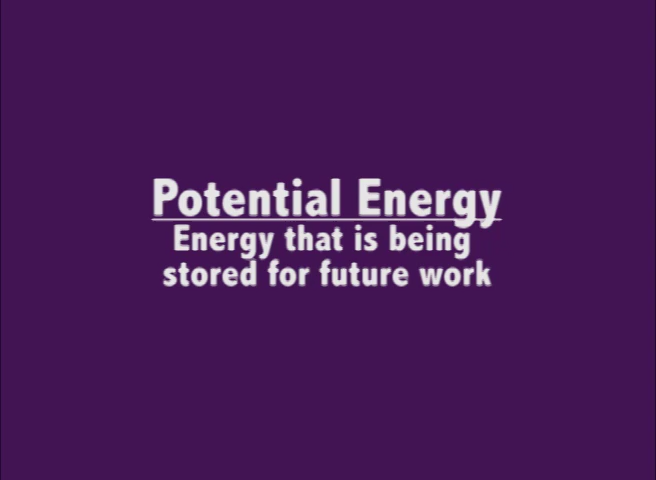 Potential Energy
Energy that is being
stored for future work